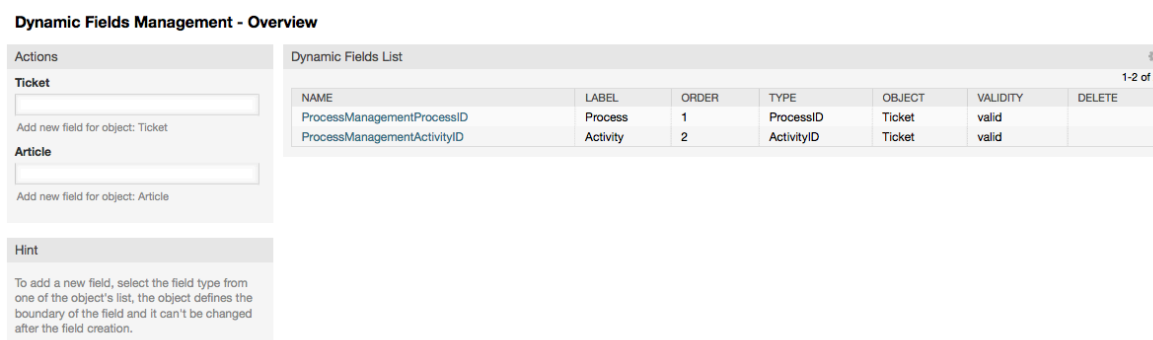 Dynamic Fields Management - Overview
Actions
Ticket
Add new field for object: Ticket
Article
Add new field for object: Article
Hint
To add a new field, select the field type from
one of the object's list, the object defines the
boundary of the field and it can't be changed
after the field creation.
Dynamic Fields List
1-2 of
NAME LABEL ORDER TYPE OBJECT VALIDITY DELETE
ProcessManagementProcessID Process 1 ProcessID Ticket valid
ProcessManagementActivityID Activity 2 ActivityID Ticket valid